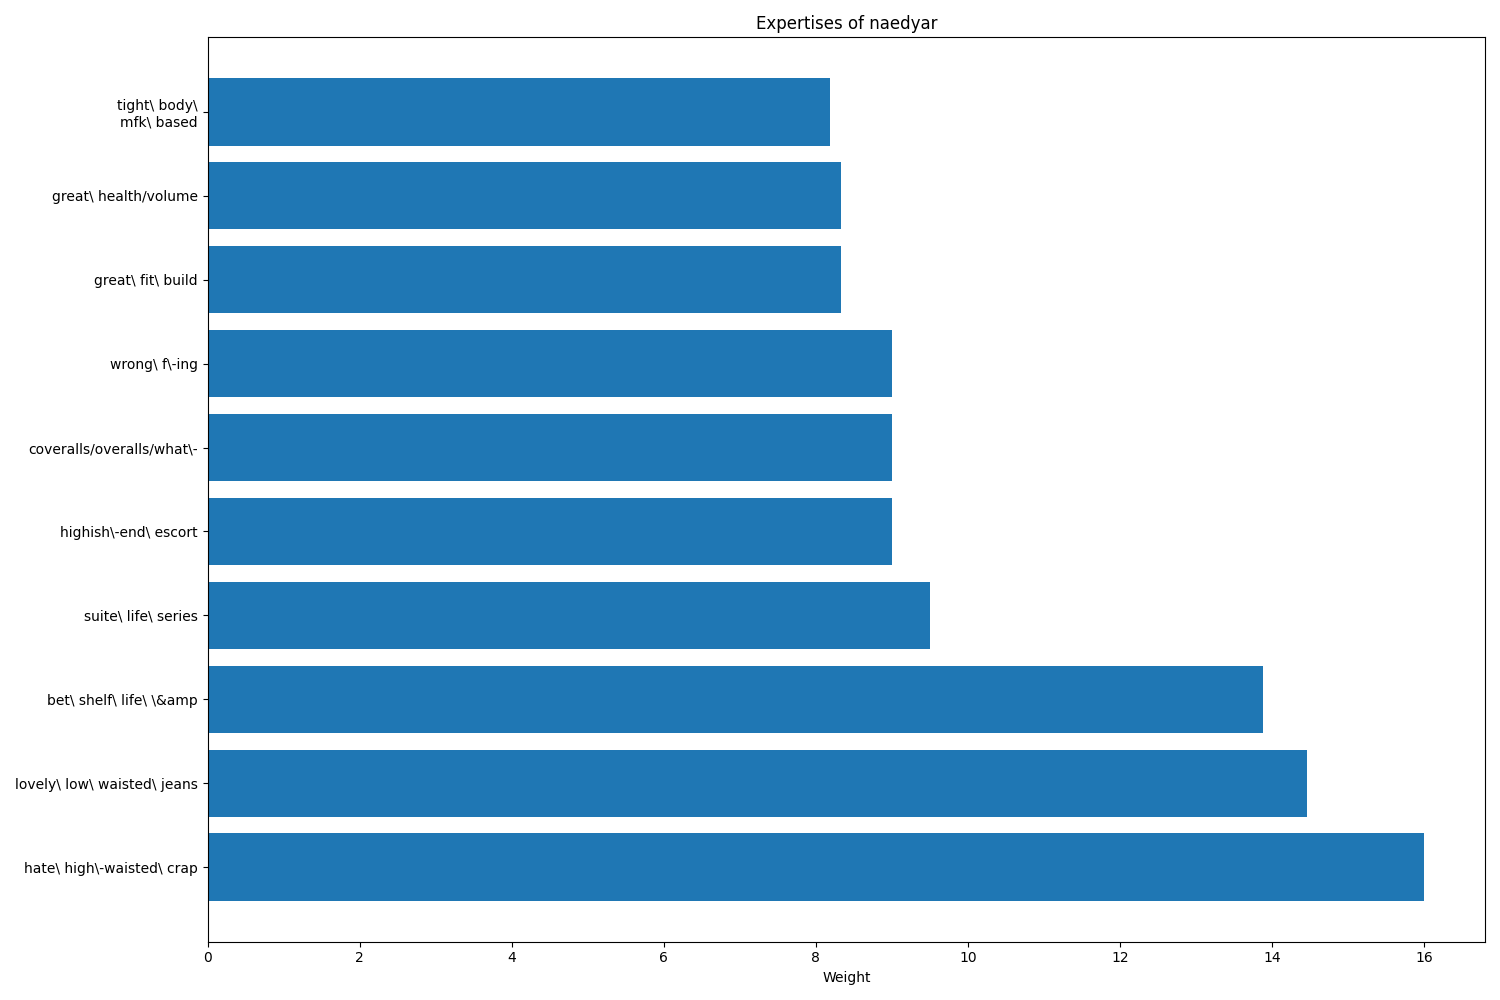 Expertises of naedyar
tight\ body\
mfk\ based
great\ health/volume
great\ fit\ build
wrong\ f\-ing
coveralls/overalls/what\-
highish\-end\ escort
suite\ life\ series
bet\ shelf\ life\ \&amp
lovely\ low\ waisted\ jeans
hate\ high\-waisted\ crap
0 2 4 6 8 10 12 14 16
Weight